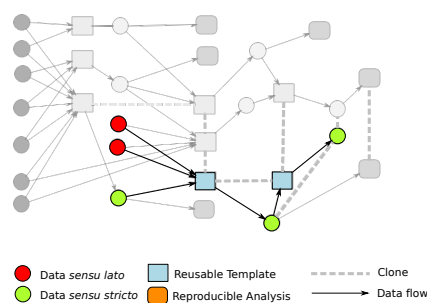 Data sensu lato
Reusable Template
Clone
Data sensu stricto
Reproducible Analysis
Data flow